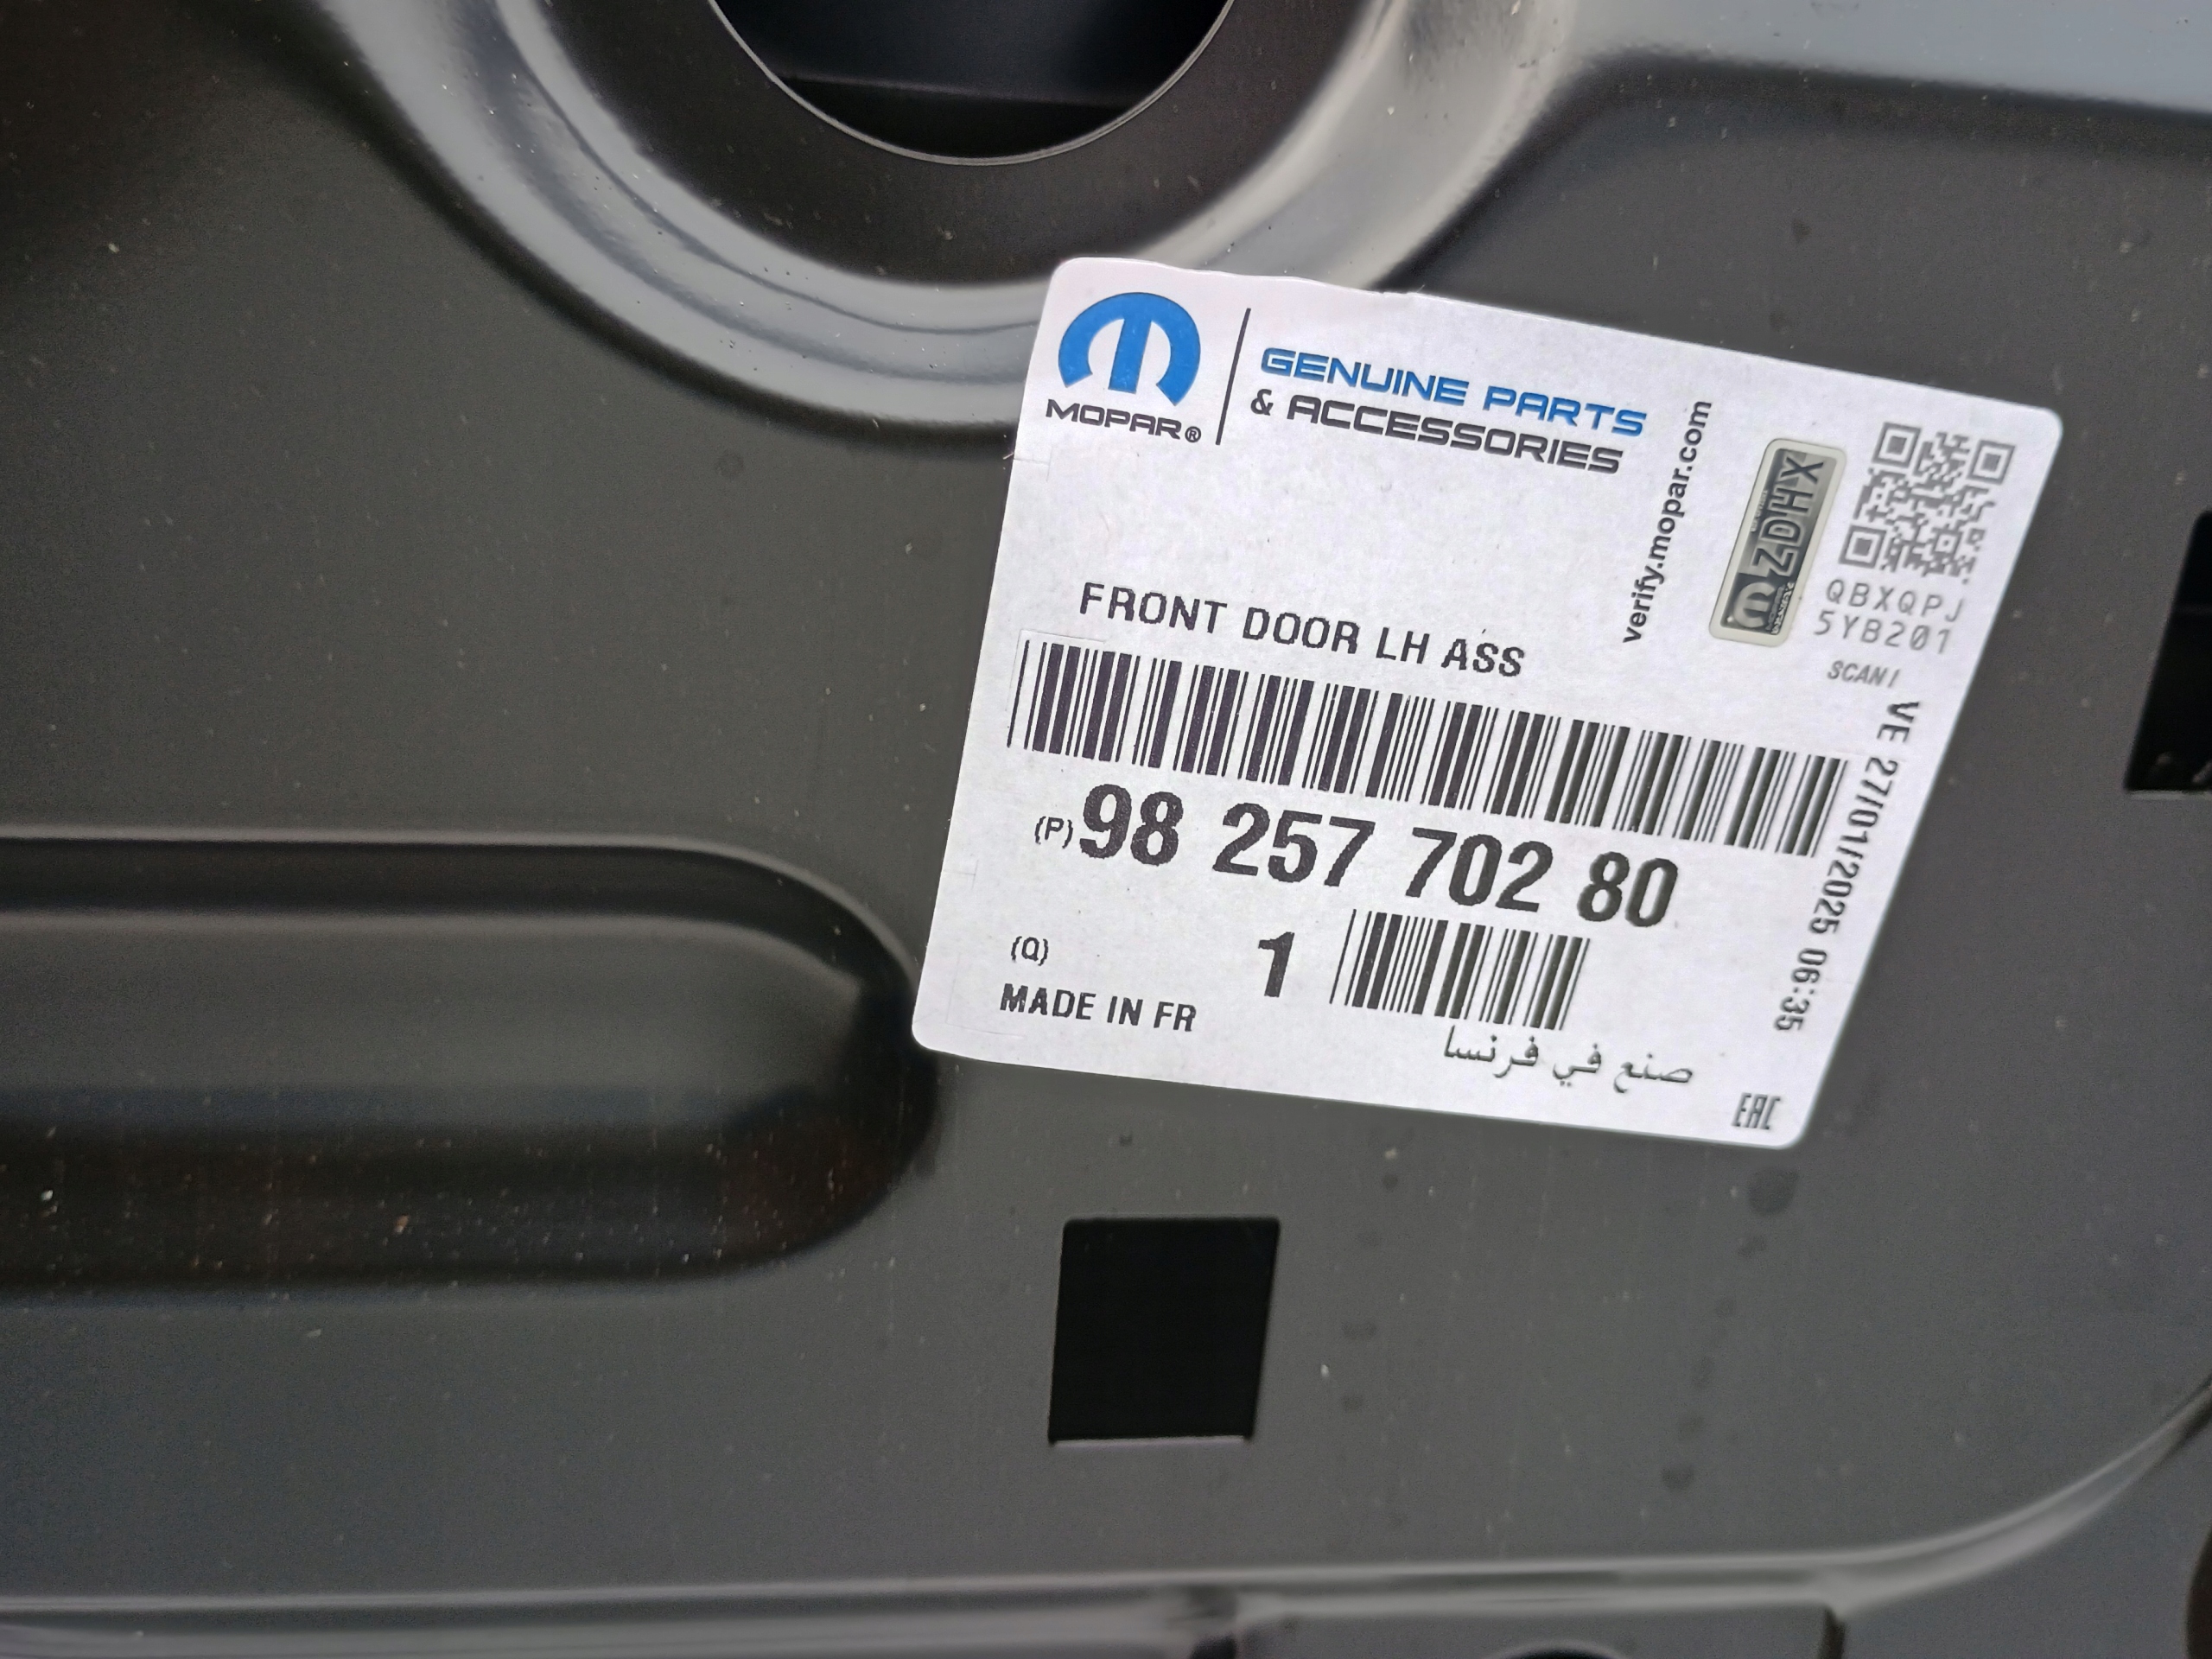 MOPAR®
GENUINE PARTS
& ACCESSORIES
verify.mopar.com
ZDHX
QBXQPJ
5YB201
SCAN!
FRONT DOOR LH ASS
VE 27/01/2025 06:35
(P) 98 257 702 80
(Q) 1
MADE IN FR
صنع في فرنسا
EAC